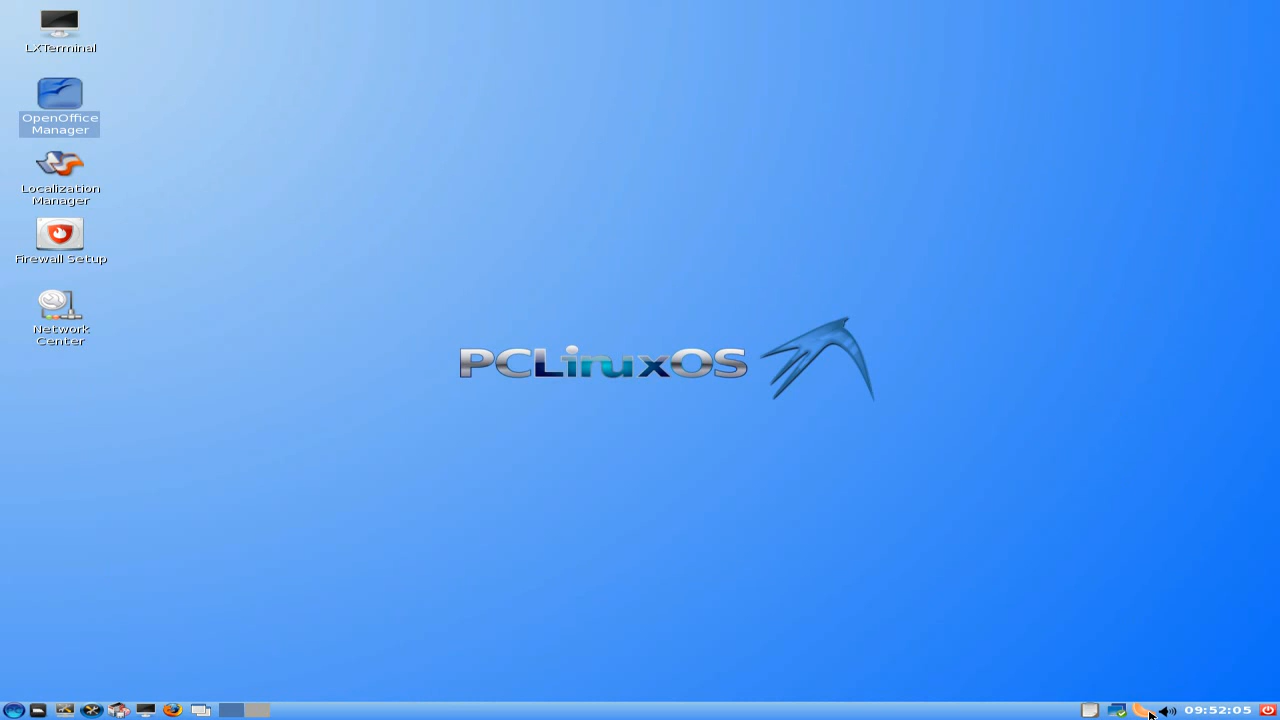 LXTerminal
OpenOffice
Manager
Localization
Manager
Firewall Setup
Network
Center
PCLinuxOS
09:52:05